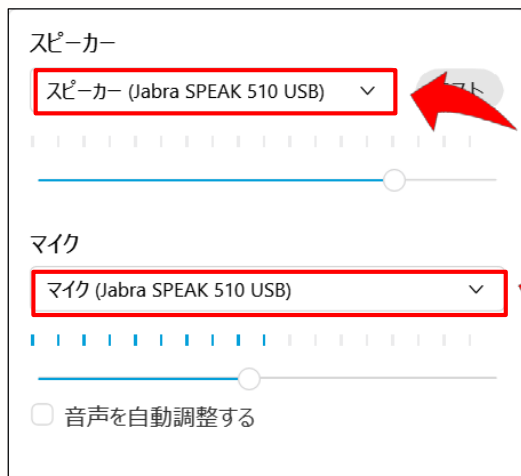 スピーカー
スピーカー (Jabra SPEAK 510 USB)
マイク
マイク (Jabra SPEAK 510 USB)
音声を自動調整する